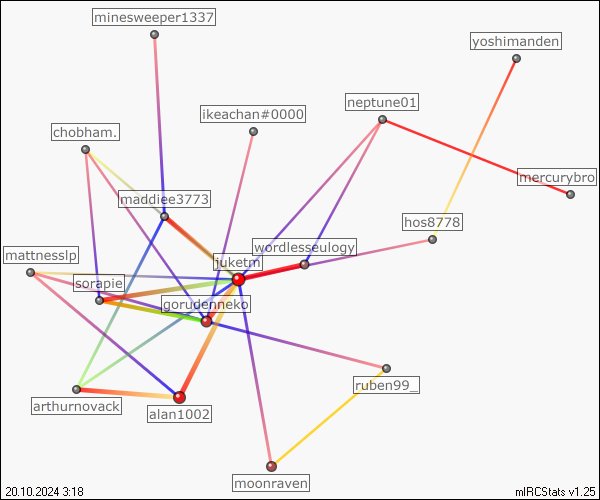 minesweeper1337
yoshimanden
neptune01
ikeachan#0000
chobham.
mercurybro
maddiee3773
hos8778
wordlesseulogy
mattnesslp
juketm
sorapie
gorudenneko
ruben99_
arthurnovack
alan1002
moonraven
20.10.2024 3:18
mIRCStats v1.25